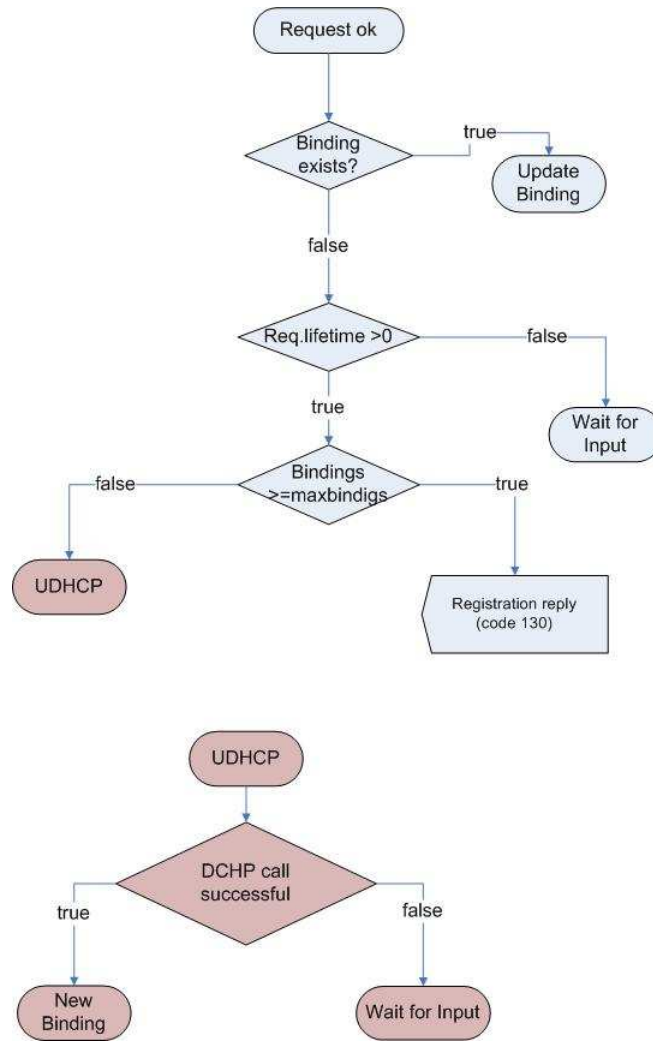 Request ok
Binding
exists?
true
Update
Binding
false
Req.lifetime >0
false
true
Wait for
Input
Bindings
>=maxbindigs
false
true
UDHCP
Registration reply
(code 130)
UDHCP
DCHP call
successful
true
false
New
Binding
Wait for Input